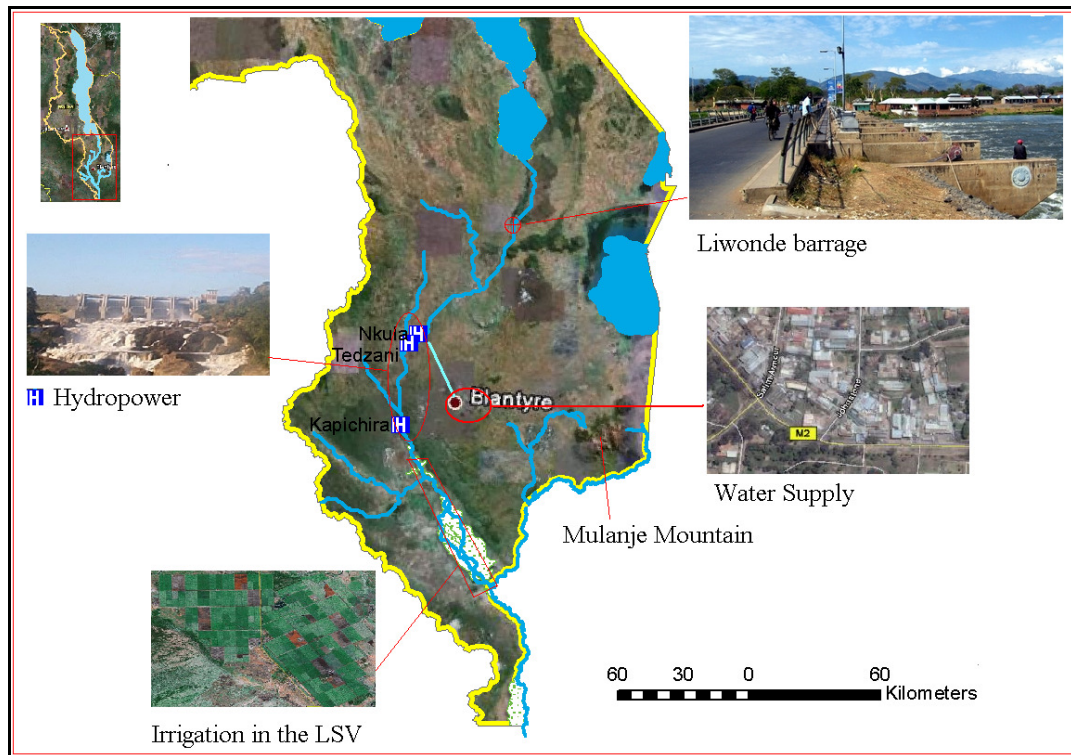 Liwonde barrage
Nkula
Tedzani
H
H
H Hydropower
Blantyre
Kapichira H
M2
Water Supply
Mulanje Mountain
60 30 0 60
Kilometers
Irrigation in the LSV